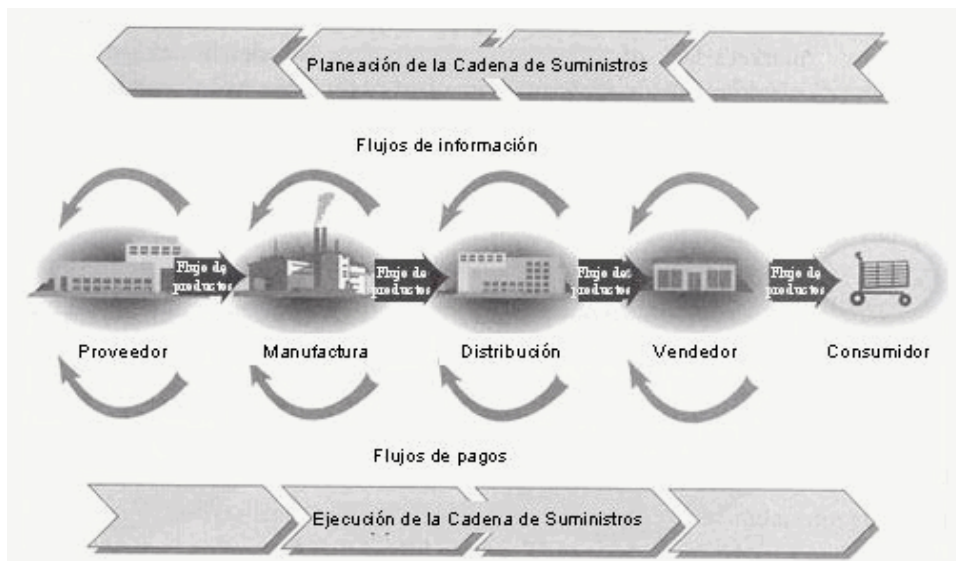 Planeación de la Cadena de Suministros
Flujos de información
Flujo de
productos
Flujo de
productos
Flujo de
productos
Flujo de
productos
Proveedor
Manufactura
Distribución
Vendedor
Consumidor
Flujos de pagos
Ejecución de la Cadena de Suministros